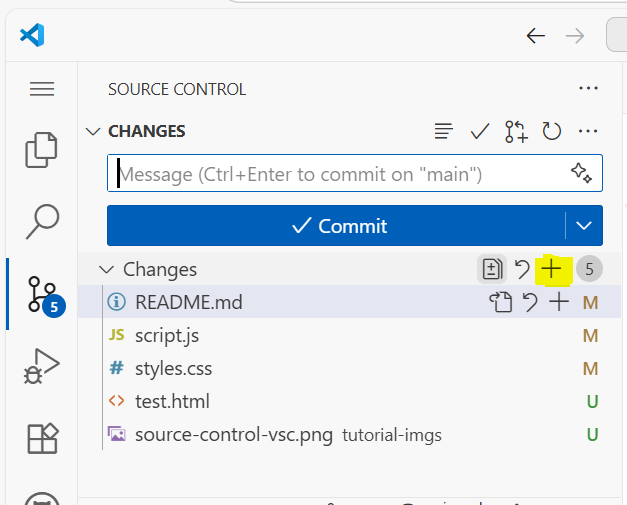 SOURCE CONTROL
CHANGES
Message (Ctrl+Enter to commit on "main")
Commit
Changes 5
README.md M
5
JS script.js M
# styles.css M
<> test.html U
source-control-vsc.png tutorial-imgs U